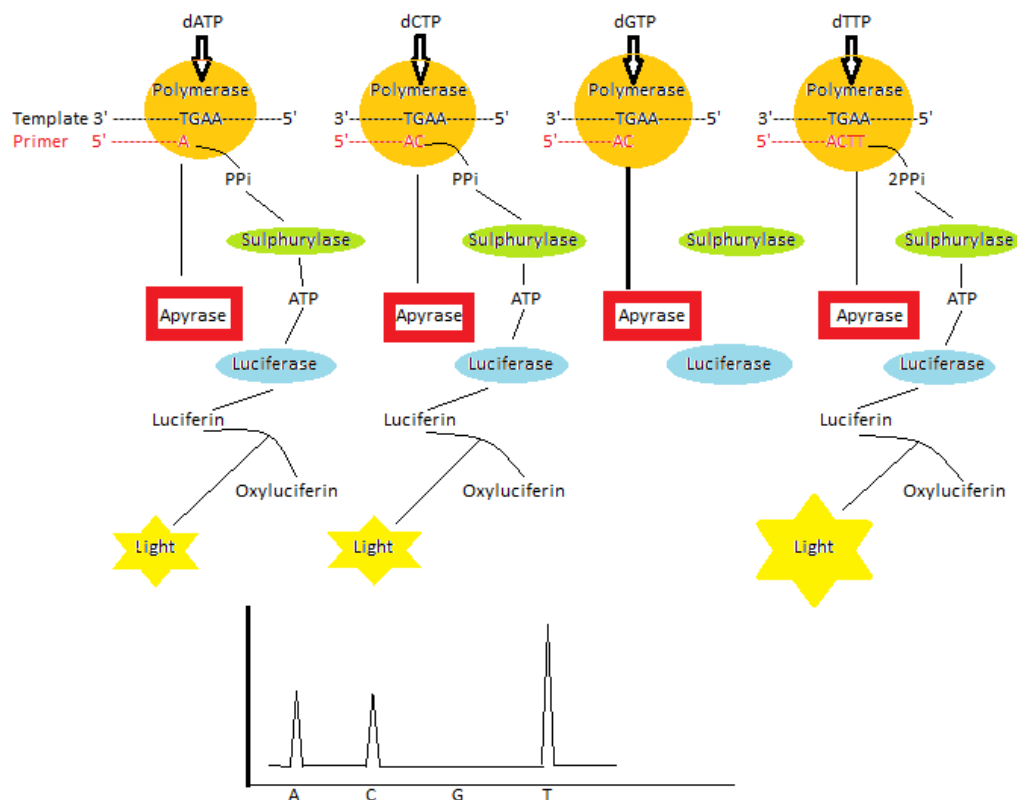 dATP dCTP dGTP dTTP
Polymerase Polymerase Polymerase Polymerase
Template 3' -----------TGAA---------5' 3'----------TGAA---------5' 3'----------TGAA---------5' 3'----------TGAA---------5'
Primer 5' -----------A 5'-----------AC 5'-----------AC 5'-----------ACTT
PPi PPi 2PPi
Sulphurylase Sulphurylase Sulphurylase Sulphurylase
ATP ATP ATP
Apyrase Apyrase Apyrase Apyrase
Luciferase Luciferase Luciferase Luciferase
Luciferin Luciferin Luciferin
Oxyluciferin Oxyluciferin Oxyluciferin
Light Light Light
A C G T